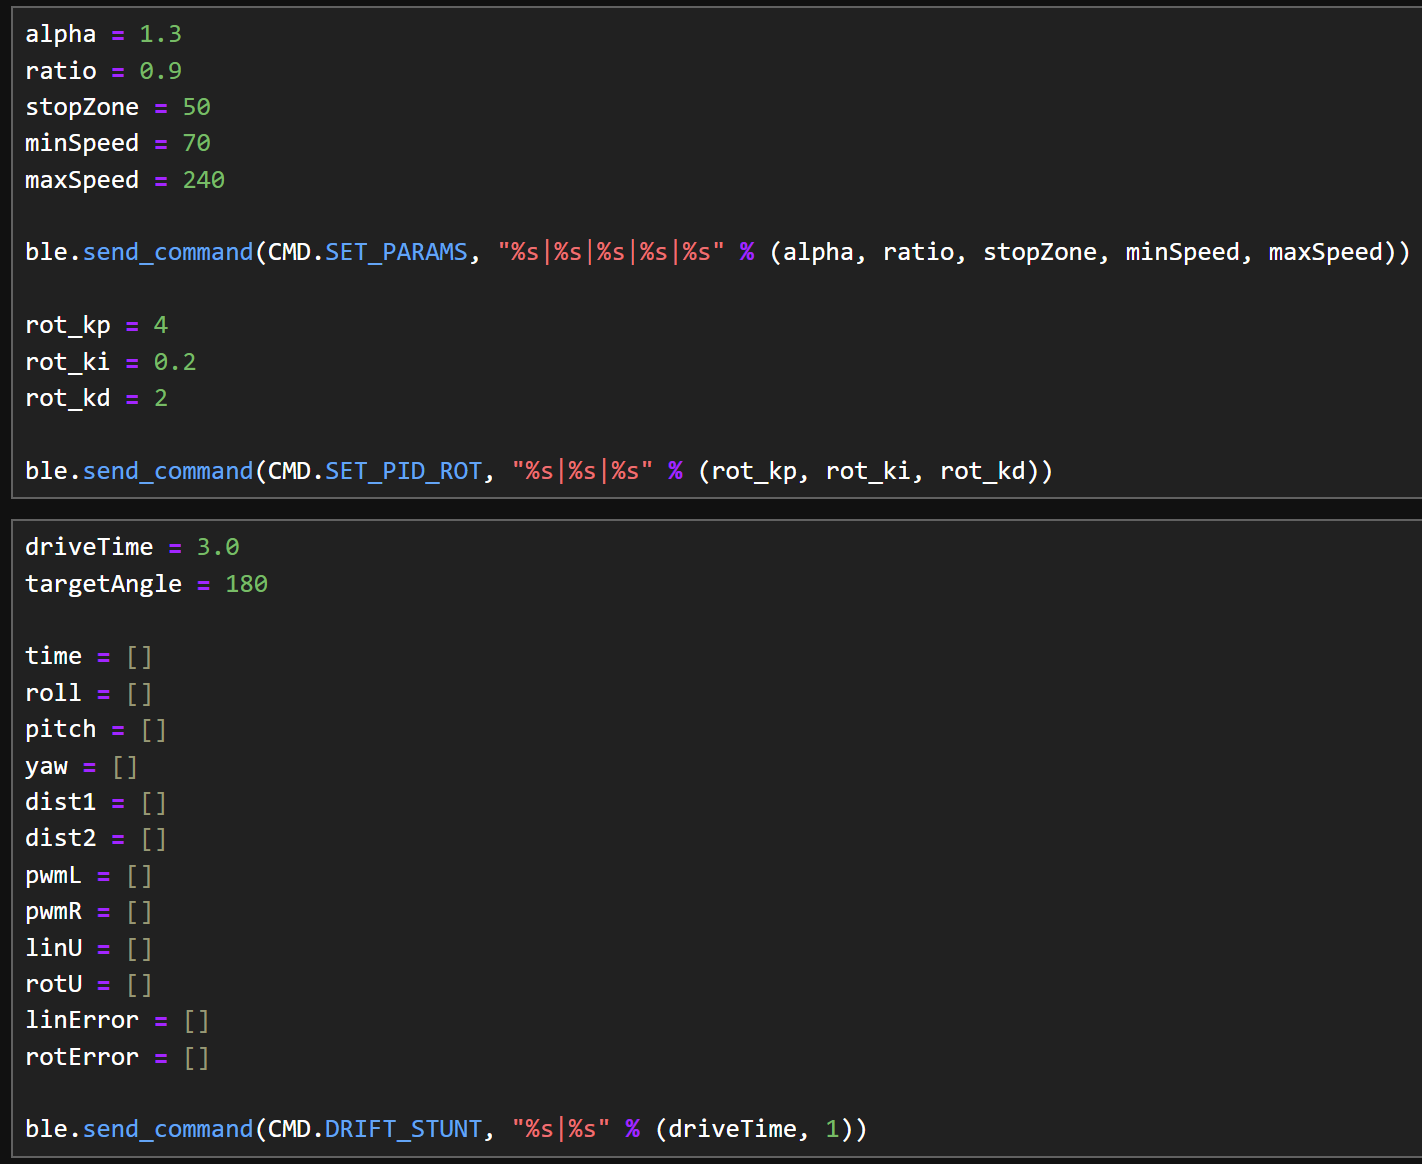 alpha = 1.3
ratio = 0.9
stopZone = 50
minSpeed = 70
maxSpeed = 240
ble.send_command(CMD.SET_PARAMS, "%s|%s|%s|%s|%s" % (alpha, ratio, stopZone, minSpeed, maxSpeed))
rot_kp = 4
rot_ki = 0.2
rot_kd = 2
ble.send_command(CMD.SET_PID_ROT, "%s|%s|%s" % (rot_kp, rot_ki, rot_kd))
driveTime = 3.0
targetAngle = 180
time = []
roll = []
pitch = []
yaw = []
dist1 = []
dist2 = []
pwmL = []
pwmR = []
linU = []
rotU = []
linError = []
rotError = []
ble.send_command(CMD.DRIFT_STUNT, "%s|%s" % (driveTime, 1))